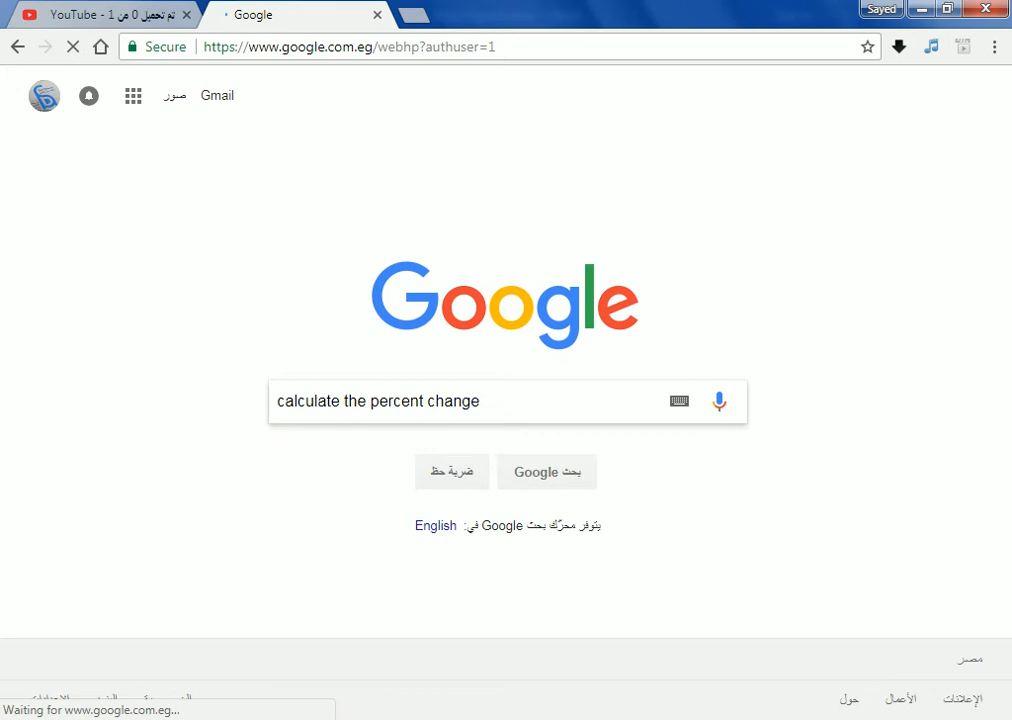 YouTube - 1 تم تحميل 0 من
Google
Sayed
Secure
https://www.google.com.eg/webhp?authuser=1
صور
Gmail
Google
calculate the percent change
ضربة حظ
بحث Google
يتوفر محرّك بحث Google في: English
مصر
الإعلانات
الأعمال
حول
Waiting for www.google.com.eg...